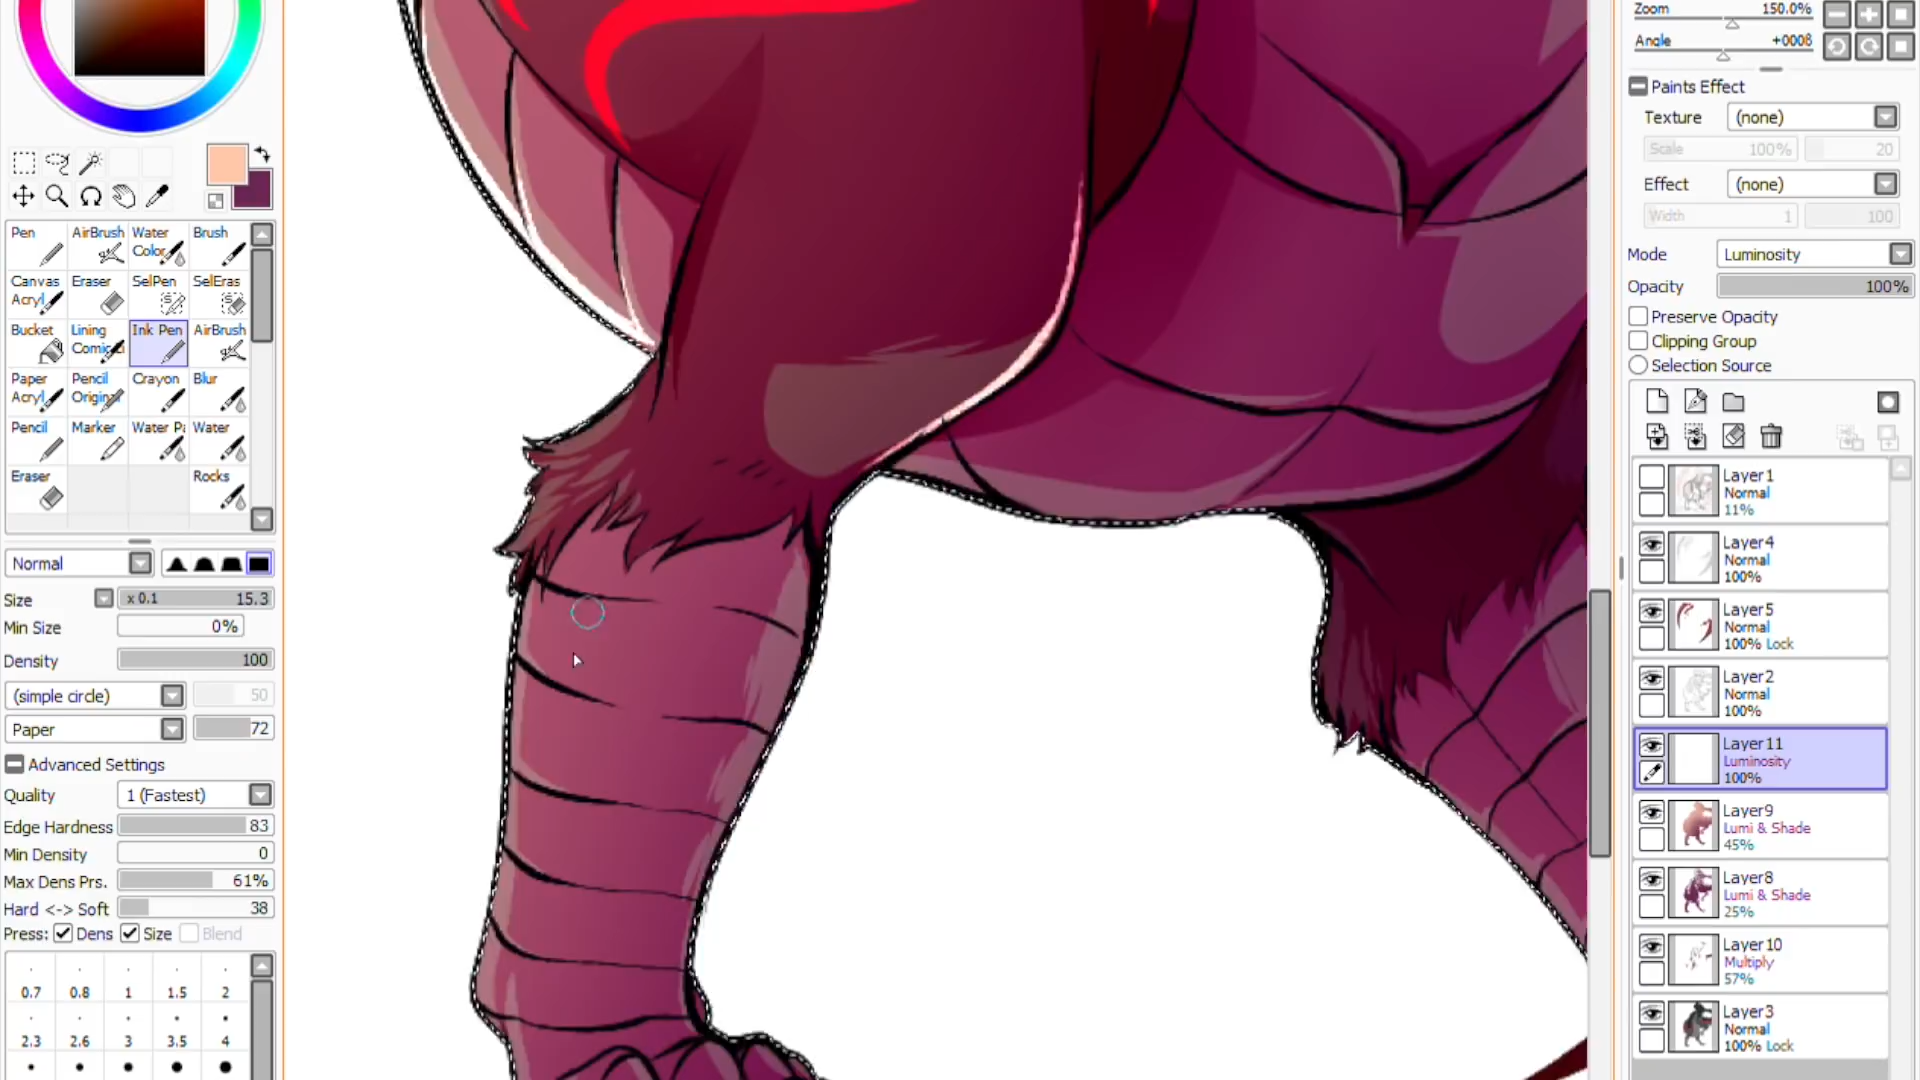 Zoom 150.0%
Angle +0008
Paints Effect
Texture (none)
Scale 100% 20
Effect (none)
Width 1 100
Mode Luminosity
Opacity 100%
Preserve Opacity
Clipping Group
Selection Source
Layer1
Normal
11%
Layer4
Normal
100%
Layer5
Normal
100% Lock
Layer2
Normal
100%
Layer11
Luminosity
100%
Layer9
Lumi & Shade
45%
Layer8
Lumi & Shade
25%
Layer10
Multiply
57%
Layer3
Normal
100% Lock
Pen AirBrush Water Color Brush
Canvas Acryl Eraser SelPen SelEras
Bucket Lining Comic Ink Pen AirBrush
Paper Acryl Pencil Origina Crayon Blur
Pencil Marker Water Pa Water
Eraser Rocks
Normal
Size x 0.1 15.3
Min Size 0%
Density 100
(simple circle) 50
Paper 72
Advanced Settings
Quality 1 (Fastest)
Edge Hardness 83
Min Density 0
Max Dens Prs. 61%
Hard <-> Soft 38
Press: Dens Size Blend
0.7 0.8 1 1.5 2
2.3 2.6 3 3.5 4